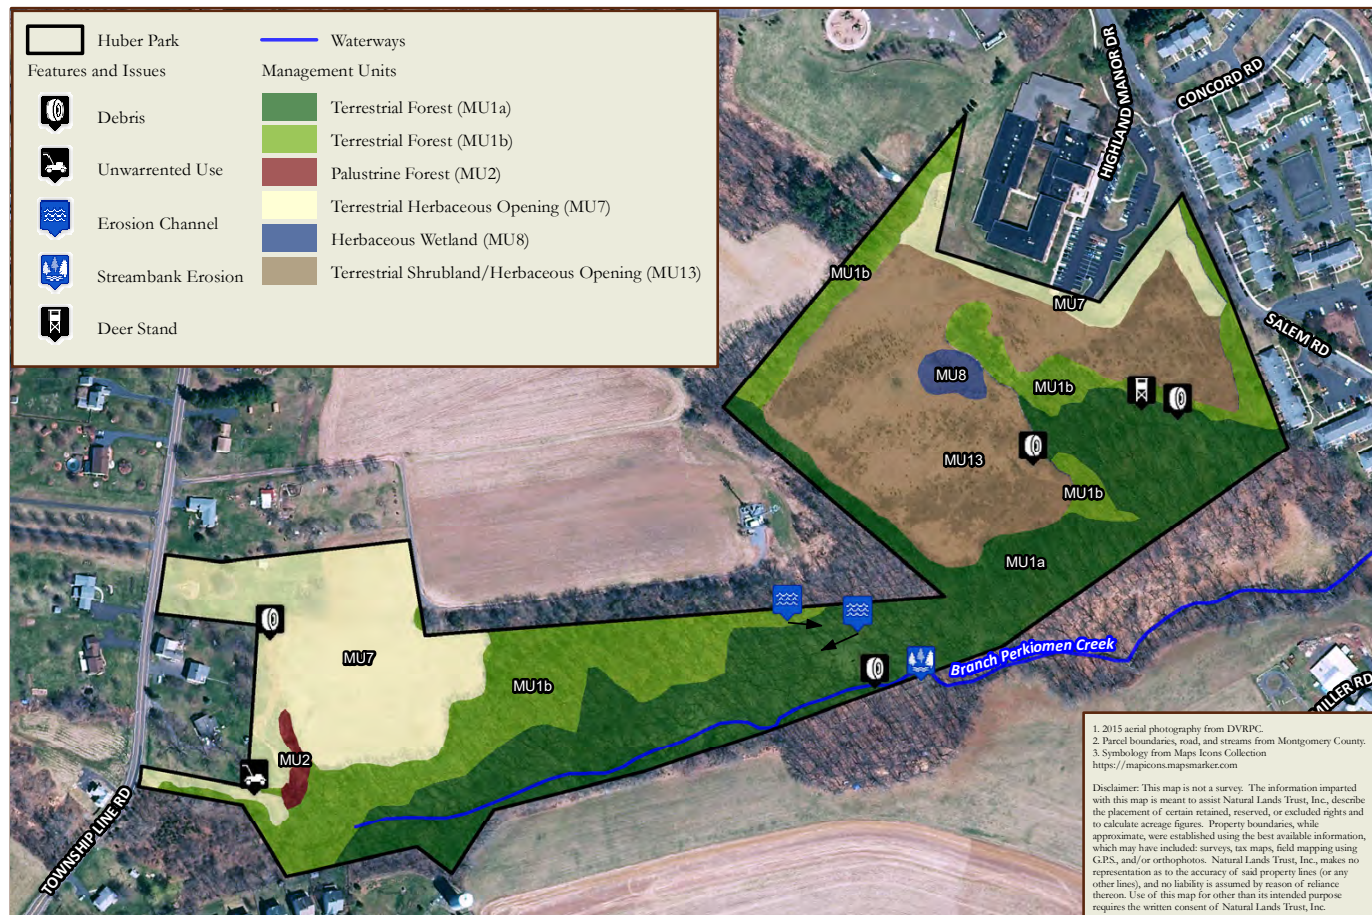 Huber Park
Waterways
Features and Issues
Management Units
Debris
Unwarrented Use
Erosion Channel
Streambank Erosion
Deer Stand
Terrestrial Forest (MU1a)
Terrestrial Forest (MU1b)
Palustrine Forest (MU2)
Terrestrial Herbaceous Opening (MU7)
Herbaceous Wetland (MU8)
Terrestrial Shrubland/Herbaceous Opening (MU13)
HIGHLAND MANOR DR
CONCORD RD
SALEM RD
MU1b
MU7
MU8
MU1b
MU13
MU1b
MU1a
MU7
MU1b
MU2
Branch Perkiomen Creek
MILLER RD
TOWNSHIP LINE RD
1. 2015 aerial photography from DVRPC.
2. Parcel boundaries, road, and streams from Montgomery County.
3. Symbology from Maps Icons Collection
https://mapicons.mapsmarker.com
Disclaimer: This map is not a survey. The information imparted
with this map is meant to assist Natural Lands Trust, Inc., describe
the placement of certain retained, reserved, or excluded rights and
to calculate acreage figures. Property boundaries, while
approximate, were established using the best available information,
which may have included: surveys, tax maps, field mapping using
G.P.S., and/or orthophotos. Natural Lands Trust, Inc., makes no
representation as to the accuracy of said property lines (or any
other lines), and no liability is assumed by reason of reliance
thereon. Use of this map for other than its intended purpose
requires the written consent of Natural Lands Trust, Inc.